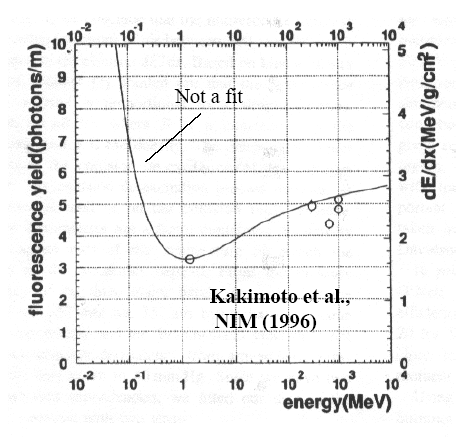 10⁻² 10⁻¹ 1 10 10² 10³ 10⁴
fluorescence yield(photons/m)
10
9
8
7
6
5
4
3
2
1
0
Not a fit
Kakimoto et al.,
NIM (1996)
5
4
3
2
1
0
dE/dx(MeV/g/cm²)
10⁻² 10⁻¹ 1 10 10² 10³ 10⁴
energy(MeV)